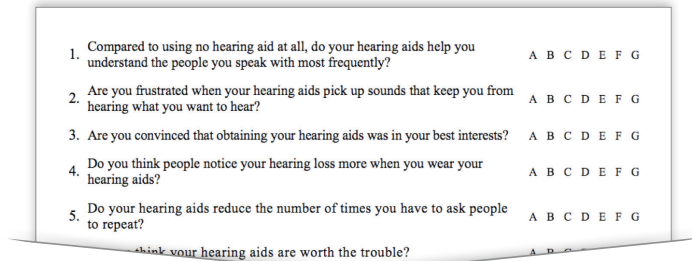 1. Compared to using no hearing aid at all, do your hearing aids help you A B C D E F G
understand the people you speak with most frequently?
2. Are you frustrated when your hearing aids pick up sounds that keep you from A B C D E F G
hearing what you want to hear?
3. Are you convinced that obtaining your hearing aids was in your best interests? A B C D E F G
4. Do you think people notice your hearing loss more when you wear your A B C D E F G
hearing aids?
5. Do your hearing aids reduce the number of times you have to ask people A B C D E F G
to repeat?
think your hearing aids are worth the trouble? A B C